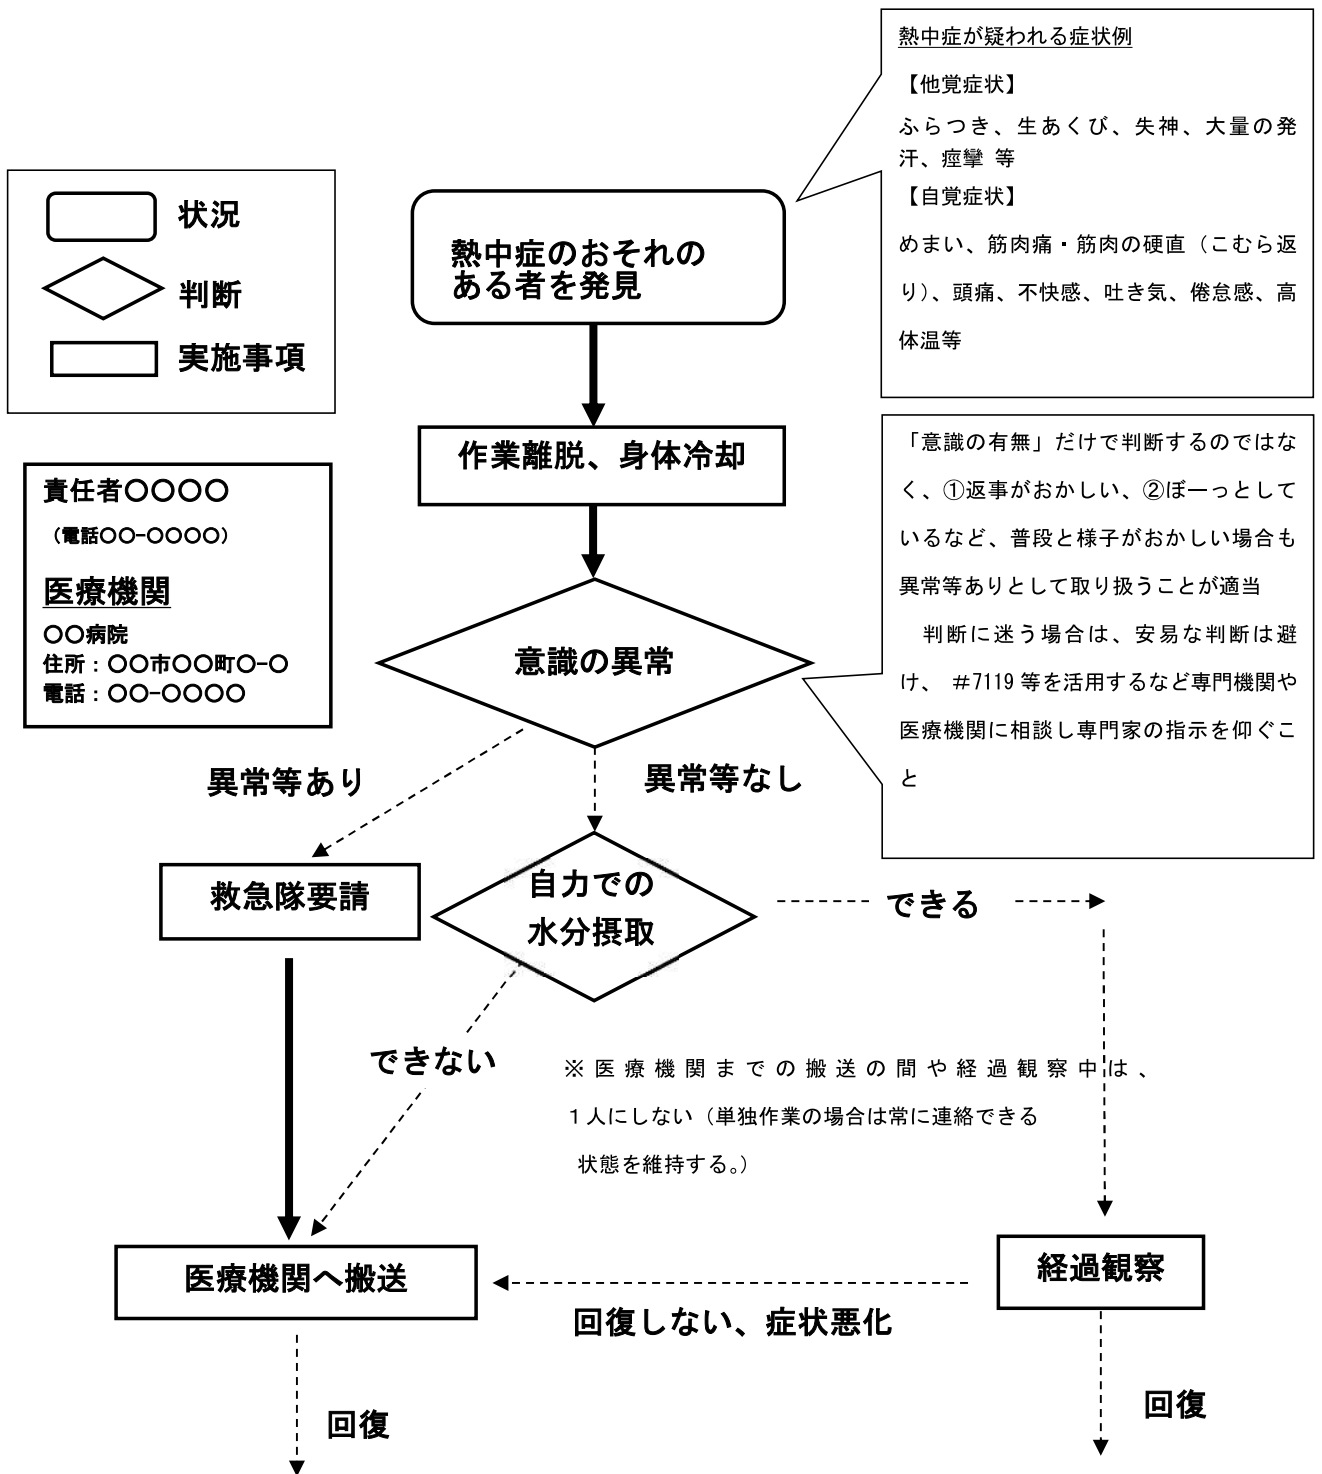 熱中症が疑われる症状例
【他覚症状】
ふらつき、生あくび、失神、大量の発
汗、痙攣 等
【自覚症状】
めまい、筋肉痛・筋肉の硬直（こむら返
り）、頭痛、不快感、吐き気、倦怠感、高
体温等
状況
判断
実施事項
熱中症のおそれの
ある者を発見
作業離脱、身体冷却
責任者〇〇〇〇
（電話〇〇-〇〇〇〇）
医療機関
〇〇病院
住所：〇〇市〇〇町〇-〇
電話：〇〇-〇〇〇〇
「意識の有無」だけで判断するのではな
く、①返事がおかしい、②ぼーっとして
いるなど、普段と様子がおかしい場合も
異常等ありとして取り扱うことが適当
判断に迷う場合は、安易な判断は避
け、 ＃7119 等を活用するなど専門機関や
医療機関に相談し専門家の指示を仰ぐこ
と
意識の異常
異常等あり
異常等なし
救急隊要請
自力での
水分摂取
できる
できない
※医療機関までの搬送の間や経過観察中は、
１人にしない（単独作業の場合は常に連絡できる
状態を維持する。）
医療機関へ搬送
経過観察
回復しない、症状悪化
回復
回復